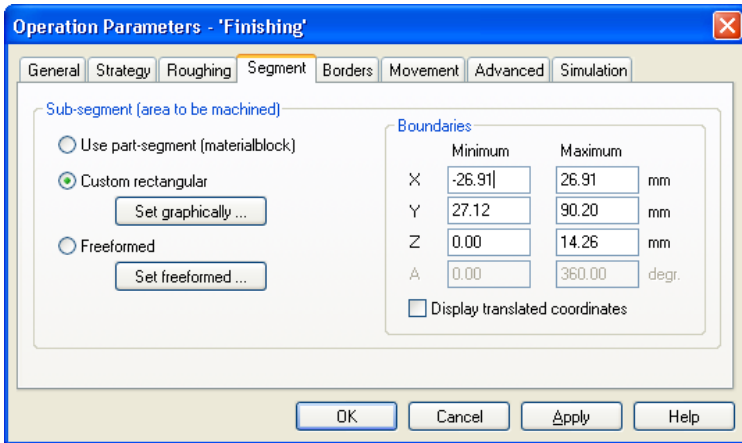 Operation Parameters - 'Finishing'
General Strategy Roughing Segment Borders Movement Advanced Simulation
Sub-segment (area to be machined)
Use part-segment (materialblock)
Custom rectangular
Set graphically ...
Freeformed
Set freeformed ...
Boundaries
Minimum Maximum
X -26.91 26.91 mm
Y 27.12 90.20 mm
Z 0.00 14.26 mm
A 0.00 360.00 degr.
Display translated coordinates
OK Cancel Apply Help